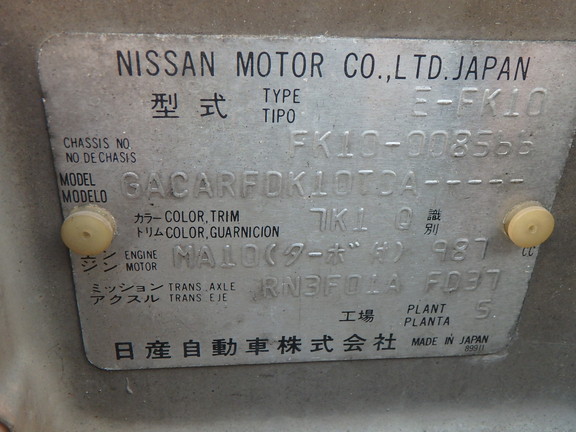 NISSAN MOTOR CO.,LTD.JAPAN
型式 TYPE TIPO E-FK10
CHASSIS NO NO DE CHASIS FK10-008566
MODEL MODELO GACARFDK10TDA-----
カラー COLOR, TRIM 7K1 Q 識別
トリム COLOR, GUARNICION
ン ENGINE MA10(ターボ付) 987 CC
ジン MOTOR
ミッション TRANS. AXLE RN3F01A FD37
アクスル TRANS. EJE
工場 PLANT PLANTA 5
日産自動車株式会社 MADE IN JAPAN
89911